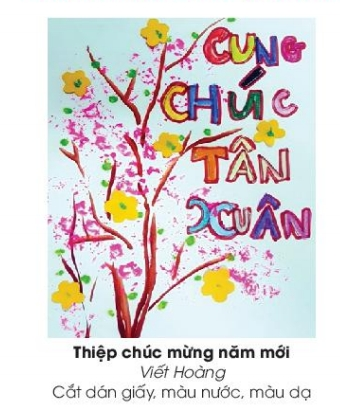 CUNG
CHÚC
TÂN
XUÂN
Thiệp chúc mừng năm mới
Viết Hoàng
Cắt dán giấy, màu nước, màu dạ